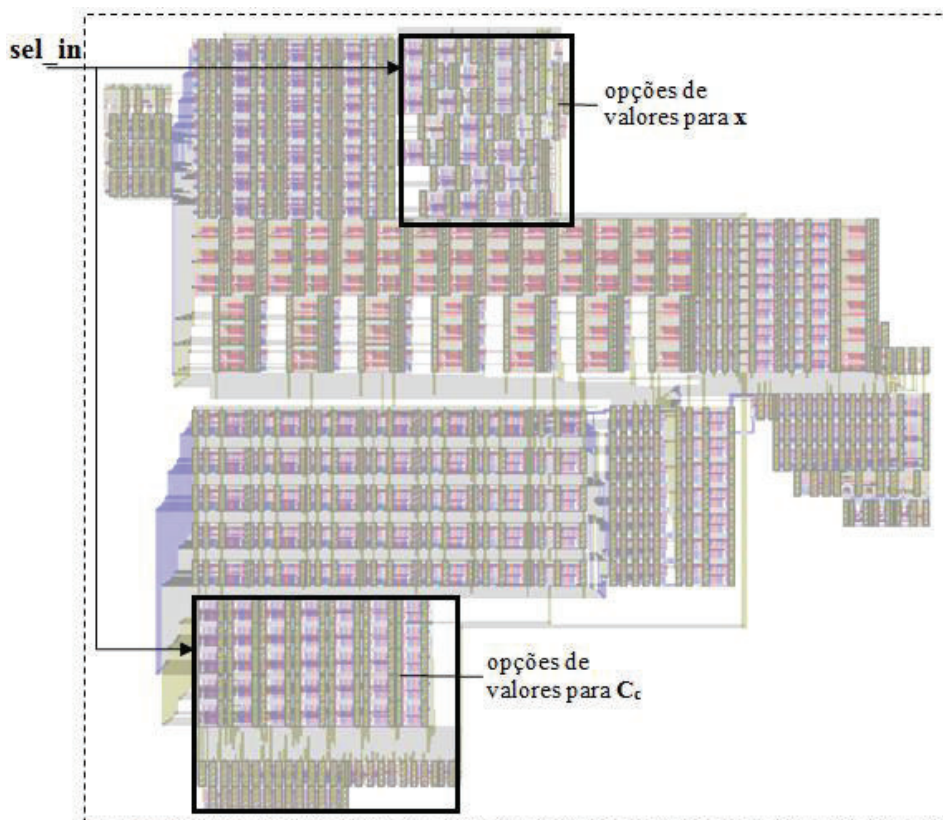 sel_in
opções de
valores para x
opções de
valores para Cc